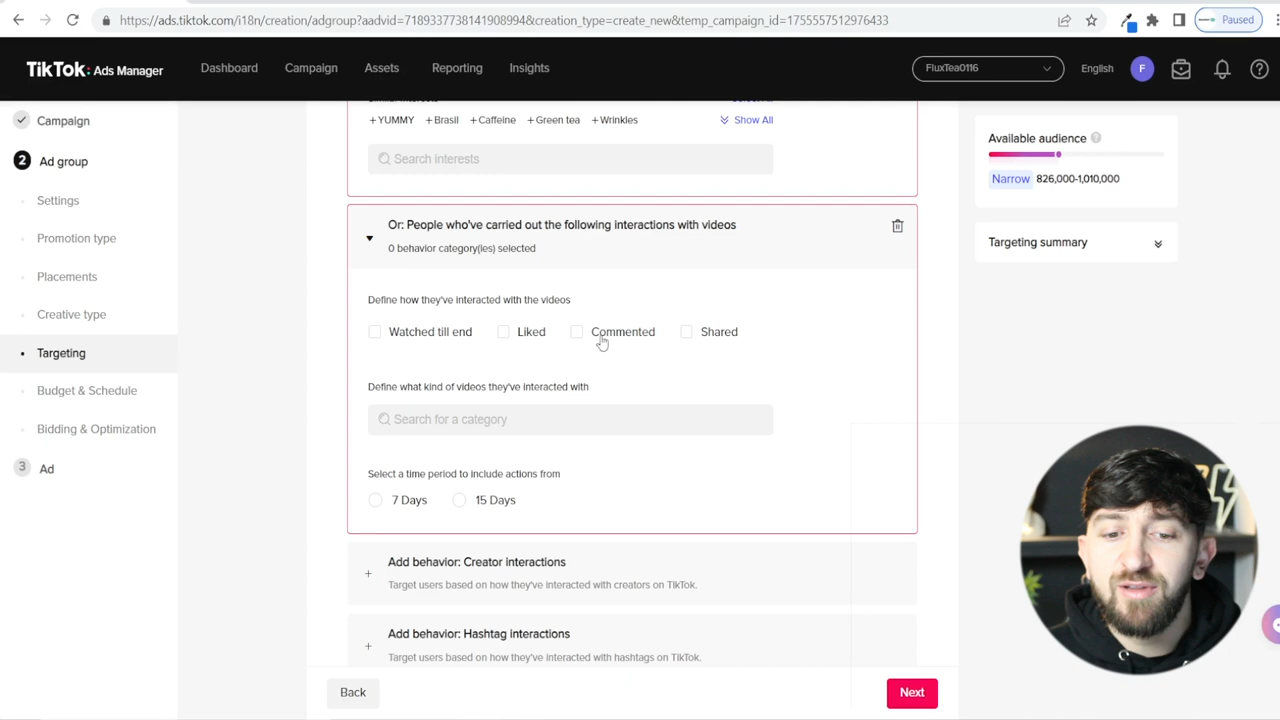 https://ads.tiktok.com/i18n/creation/adgroup?aadvid=7189337738141908994&creation_type=create_new&temp_campaign_id=1755557512976433
Paused
TikTok: Ads Manager
Dashboard
Campaign
Assets
Reporting
Insights
FluxTea0116
English
F
Campaign
2 Ad group
Settings
Promotion type
Placements
Creative type
Targeting
Budget & Schedule
Bidding & Optimization
3 Ad
+YUMMY +Brasil +Caffeine +Green tea +Wrinkles
Show All
Search interests
Or: People who've carried out the following interactions with videos
0 behavior category(ies) selected
Define how they've interacted with the videos
Watched till end Liked Commented Shared
Define what kind of videos they've interacted with
Search for a category
Select a time period to include actions from
7 Days 15 Days
+ Add behavior: Creator interactions
Target users based on how they've interacted with creators on TikTok.
+ Add behavior: Hashtag interactions
Target users based on how they've interacted with hashtags on TikTok.
Back
Next
Available audience
Narrow 826,000-1,010,000
Targeting summary